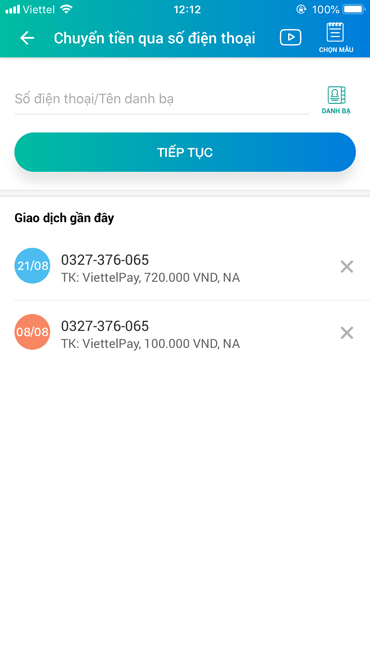 Viettel 12:12 100%
Chuyển tiền qua số điện thoại
CHỌN MẪU
Số điện thoại/Tên danh bạ
DANH BẠ
TIẾP TỤC
Giao dịch gần đây
21/08 0327-376-065
TK: ViettelPay, 720.000 VND, NA
08/08 0327-376-065
TK: ViettelPay, 100.000 VND, NA